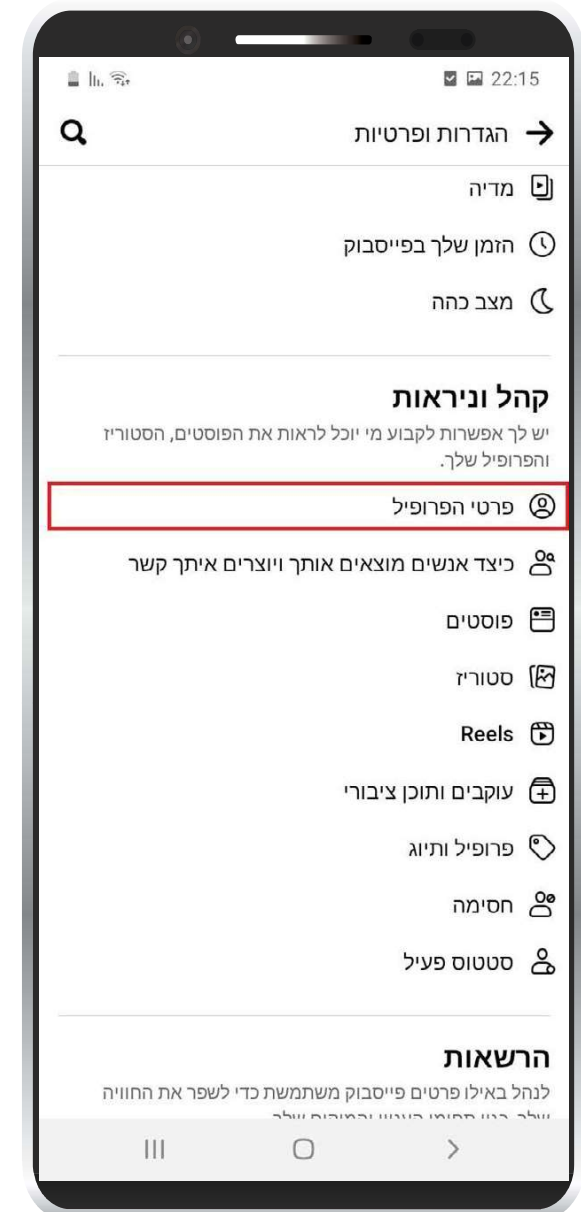 22:15
הגדרות ופרטיות
מדיה
הזמן שלך בפייסבוק
מצב כהה
קהל וניראות
יש לך אפשרות לקבוע מי יוכל לראות את הפוסטים, הסטוריז
והפרופיל שלך.
פרטי הפרופיל
כיצד אנשים מוצאים אותך ויוצרים איתך קשר
פוסטים
סטוריז
Reels
עוקבים ותוכן ציבורי
פרופיל ותיוג
חסימה
סטטוס פעיל
הרשאות
לנהל באילו פרטים פייסבוק משתמשת כדי לשפר את החוויה